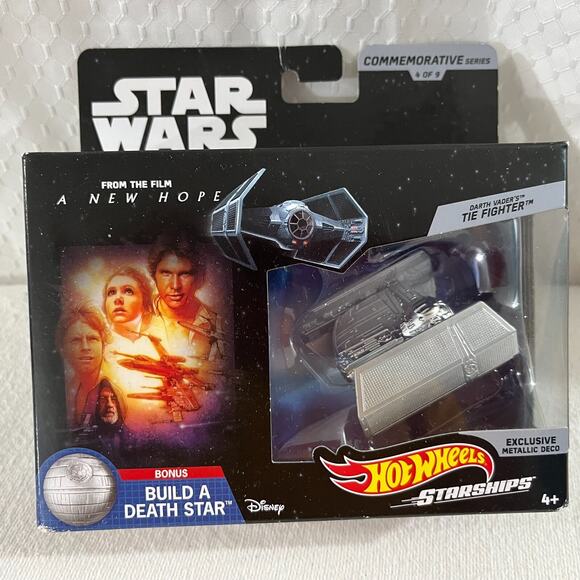 COMMEMORATIVE SERIES
4 OF 9
STAR
WARS
FROM THE FILM
A NEW HOPE
DARTH VADER'S™
TIE FIGHTER™
EXCLUSIVE
METALLIC DECO
HOT WHEELS
STARSHIPS™
BONUS
BUILD A
DEATH STAR™
Disney
4+